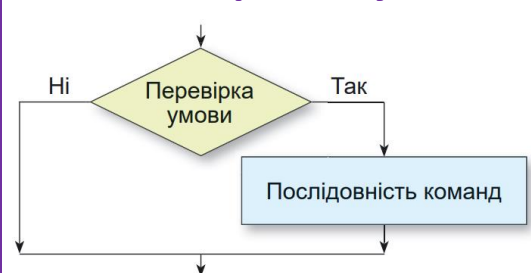 Ні
Перевірка
умови
Так
Послідовність команд